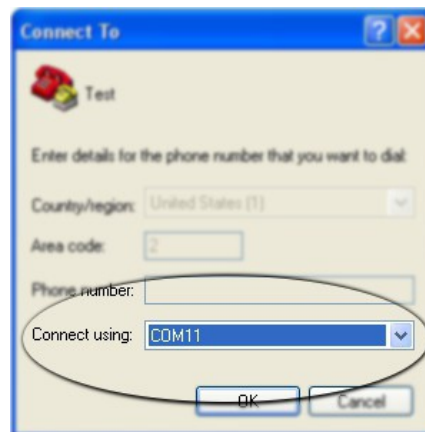 Connect To
Test
Enter details for the phone number that you want to dial:
Country/region: United States (1)
Area code: 2
Phone number:
Connect using: COM11
OK Cancel